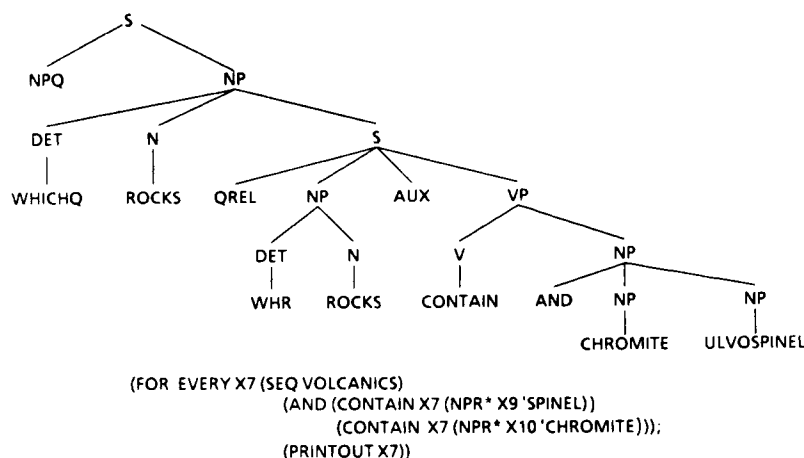 S
NPQ NP
DET N S
WHICHQ ROCKS QREL NP AUX VP
DET N V NP
WHR ROCKS CONTAIN AND NP NP
CHROMITE ULVOSPINEL
(FOR EVERY X7 (SEQ VOLCANICS)
(AND (CONTAIN X7 (NPR* X9 'SPINEL))
(CONTAIN X7 (NPR* X10 'CHROMITE)));
(PRINTOUT X7))